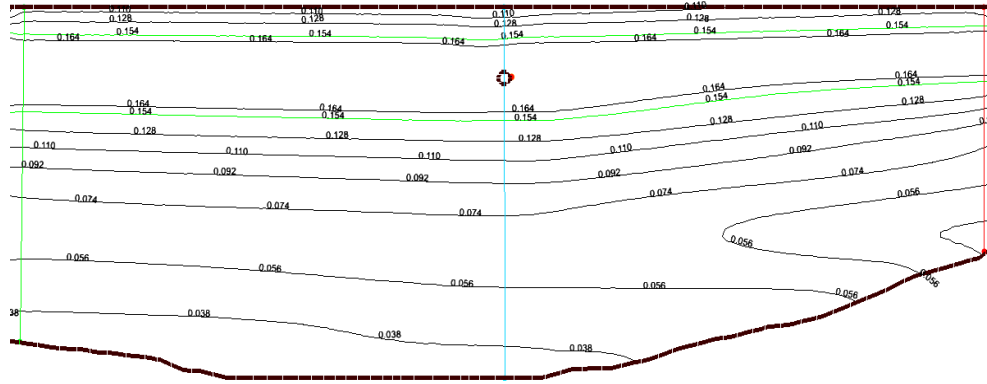 0.110 0.110 0.110 0.110
0.128 0.128 0.128 0.128 0.128
0.154 0.154 0.154 0.154
0.164 0.164 0.164 0.164
0.164 0.164 0.164 0.164
0.154 0.154 0.154 0.154 0.154
0.128 0.128 0.128 0.128 0.128
0.110 0.110 0.110 0.110
0.092 0.092 0.092 0.092 0.092
0.074 0.074 0.074 0.074 0.074
0.056
0.056
0.056 0.056 0.056 0.056 0.056
38 0.038 0.038 0.038